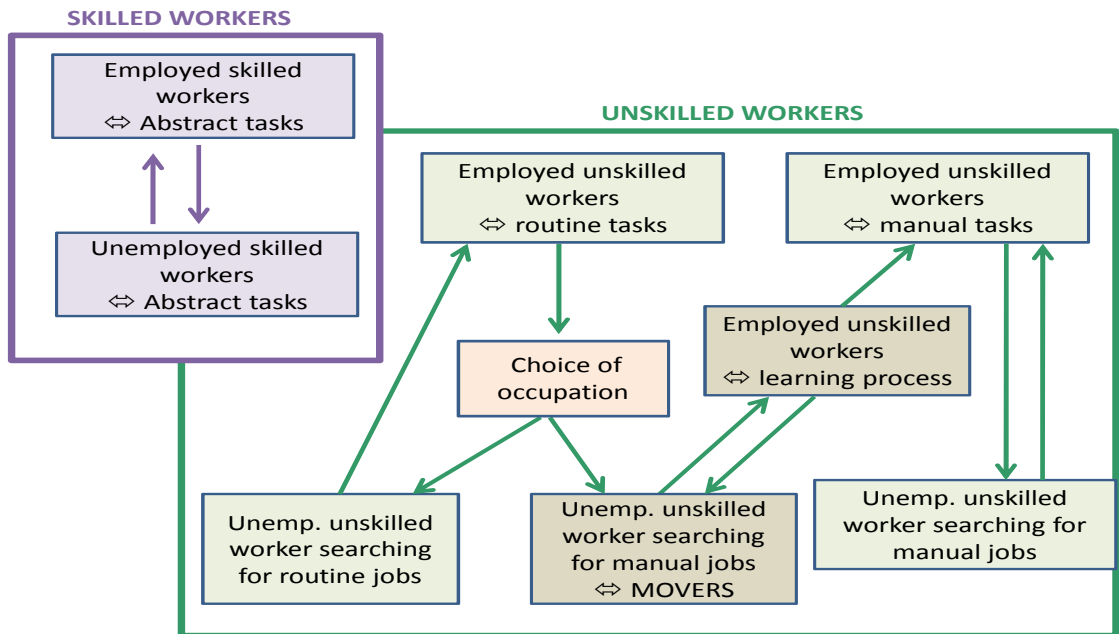 SKILLED WORKERS
Employed skilled
workers
⇔ Abstract tasks
Unemployed skilled
workers
⇔ Abstract tasks
UNSKILLED WORKERS
Employed unskilled
workers
⇔ routine tasks
Employed unskilled
workers
⇔ manual tasks
Choice of
occupation
Employed unskilled
workers
⇔ learning process
Unemp. unskilled
worker searching
for routine jobs
Unemp. unskilled
worker searching
for manual jobs
⇔ MOVERS
Unemp. unskilled
worker searching for
manual jobs